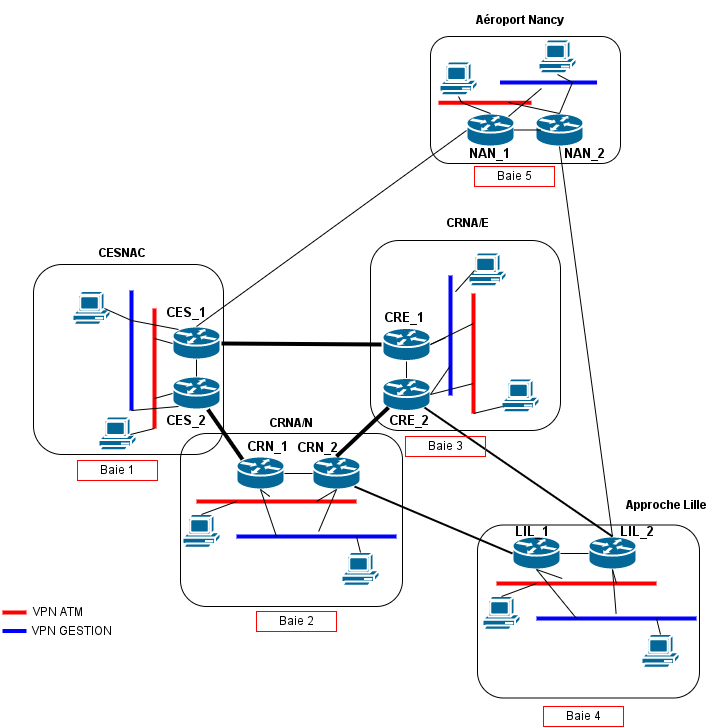 Aéroport Nancy
NAN_1
NAN_2
Baie 5
CRNA/E
CESNAC
CES_1
CRE_1
CES_2
CRE_2
CRNA/N
Baie 3
CRN_1
CRN_2
Baie 1
Approche Lille
LIL_1
LIL_2
VPN ATM
Baie 2
VPN GESTION
Baie 4